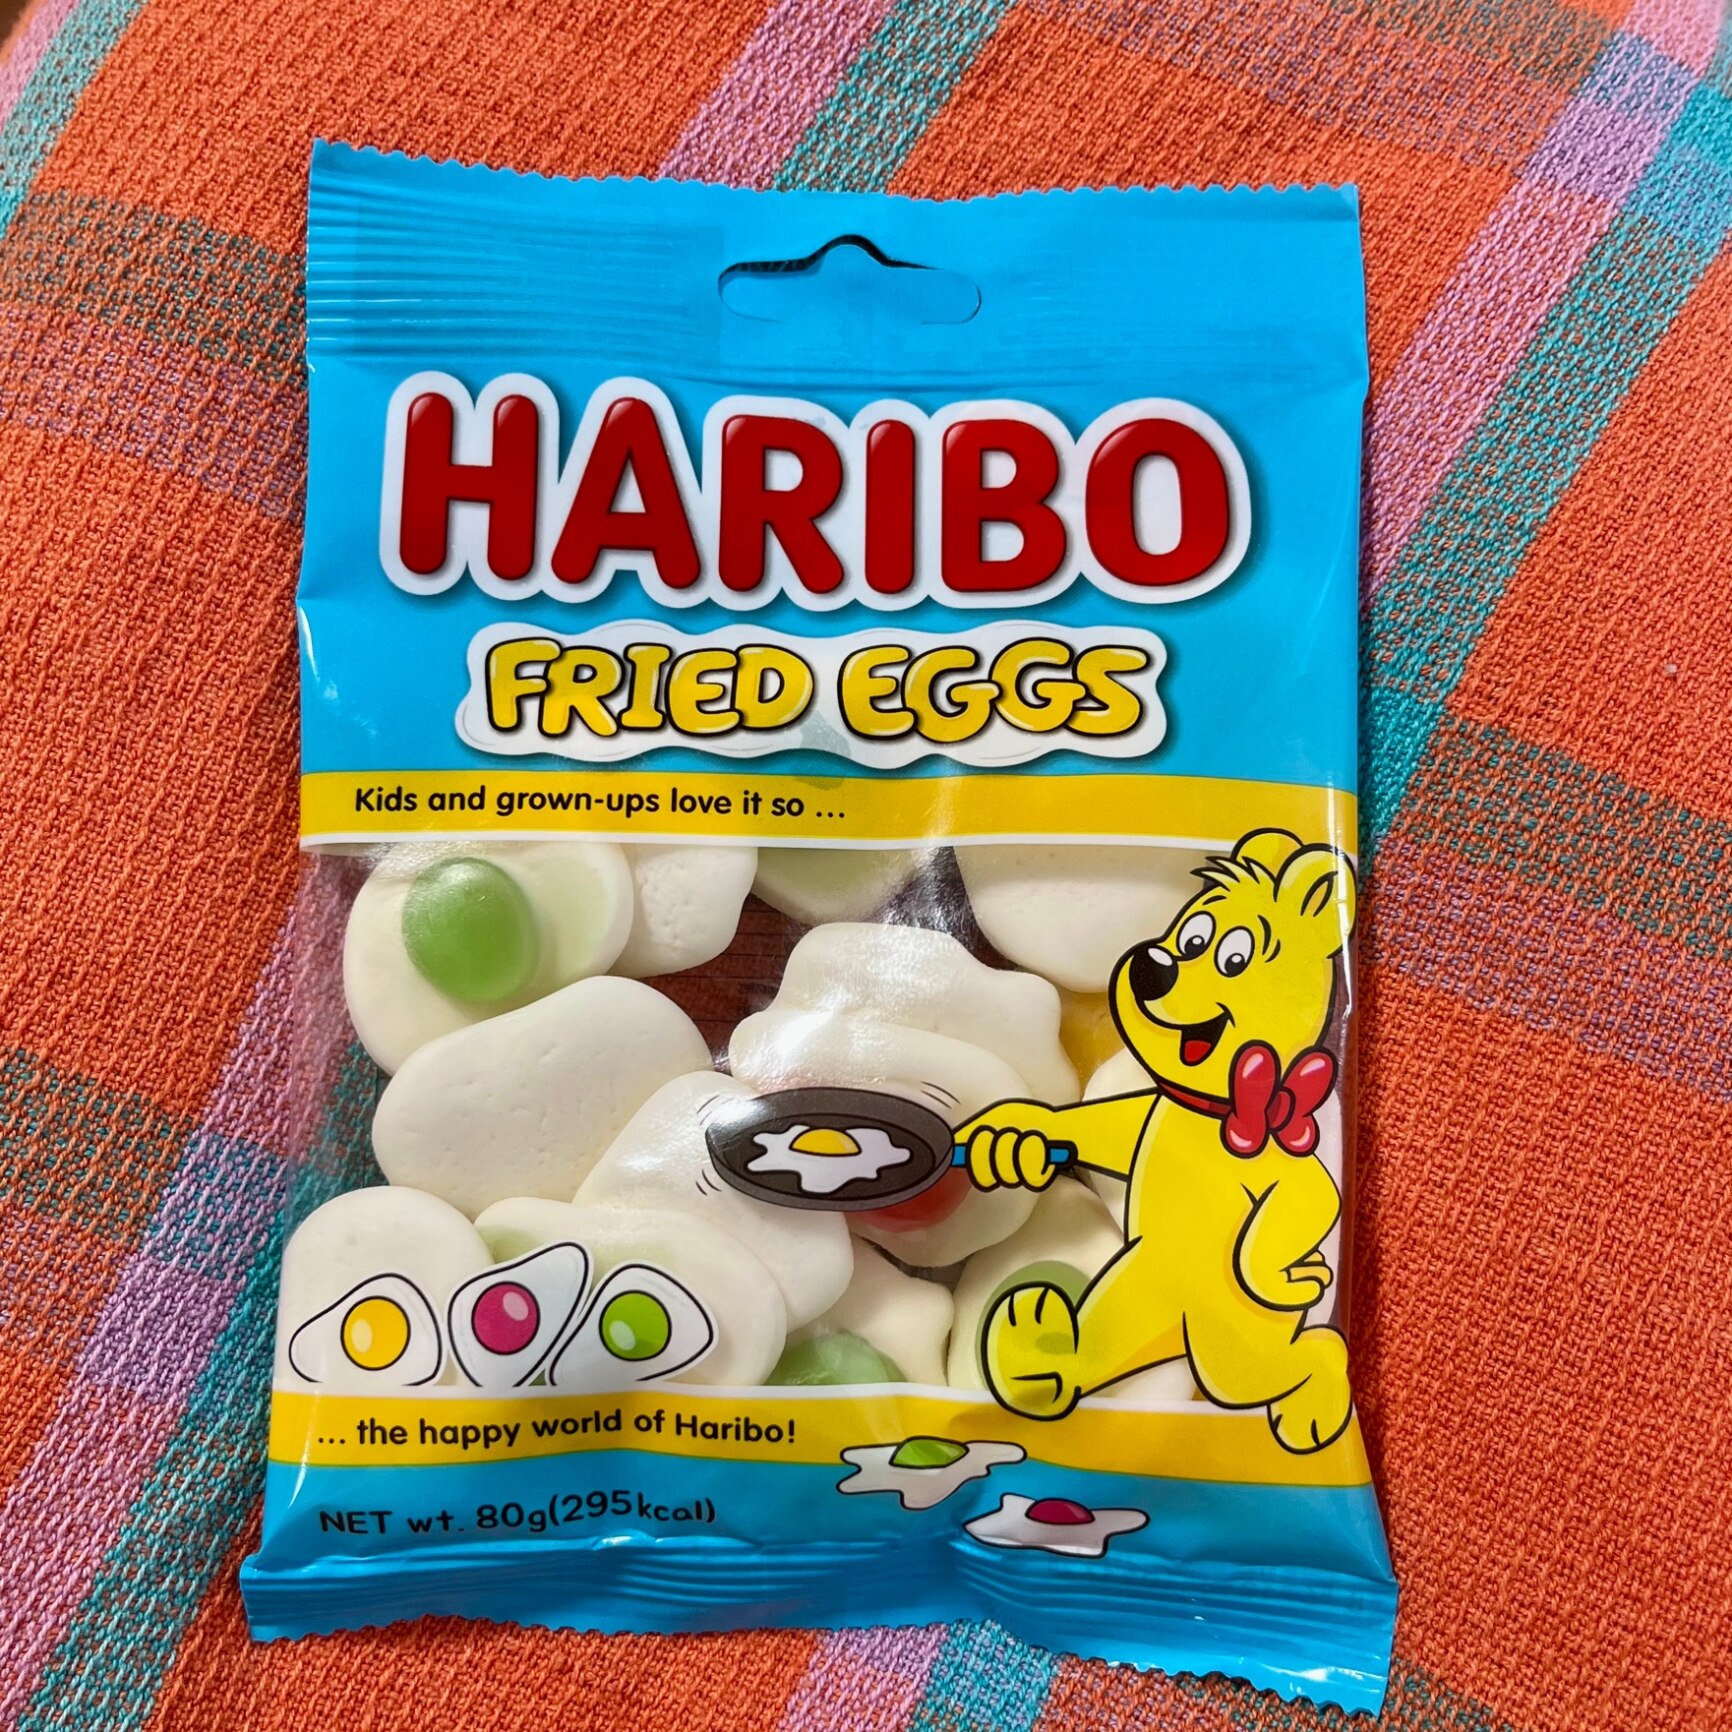 HARIBO
FRIED EGGS
Kids and grown-ups love it so ...
... the happy world of Haribo!
NET wt. 80g(295kcal)